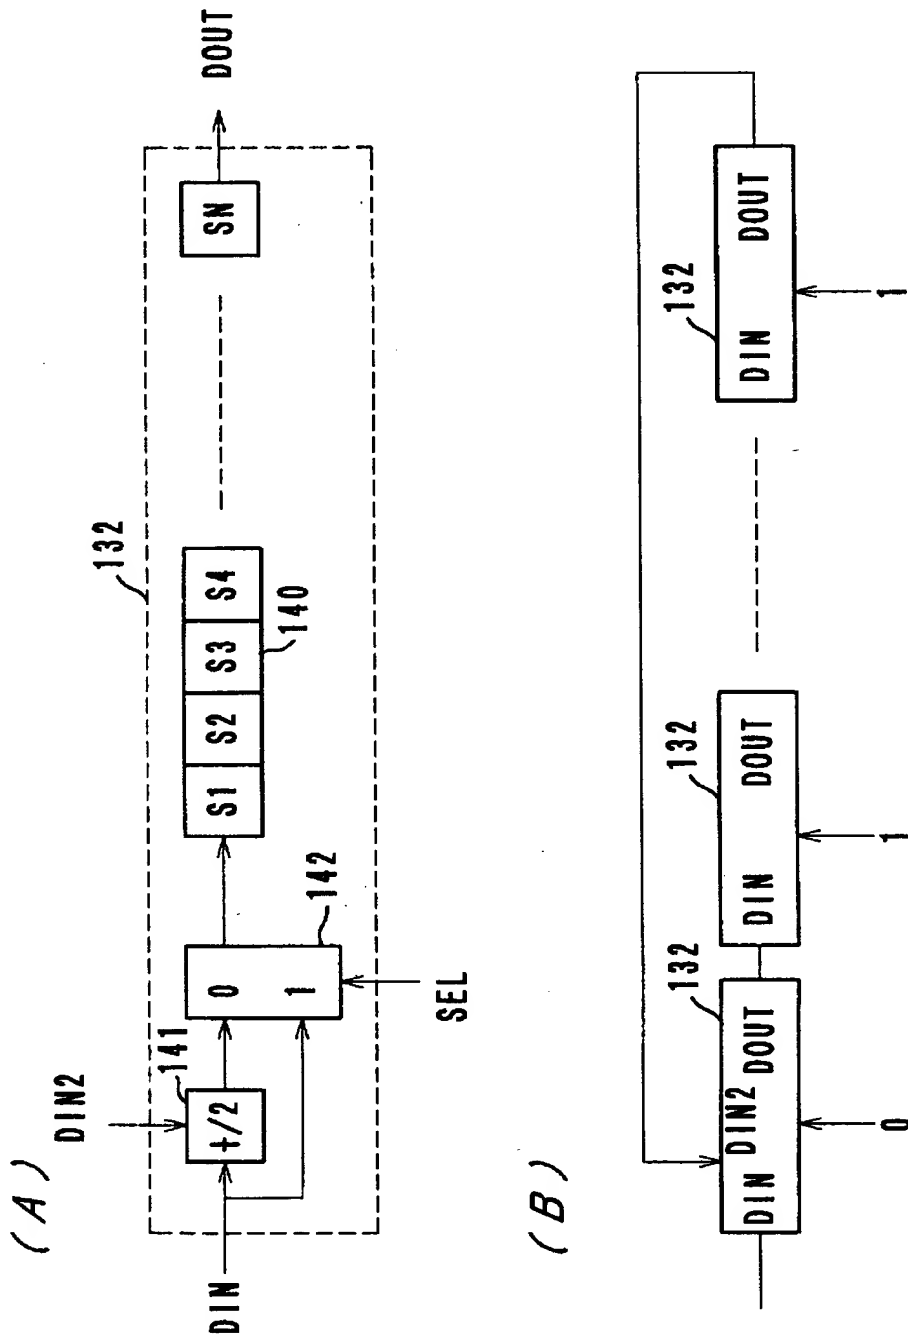 (A)
DIN
DIN2
141
+/2
0
1
142
SEL
S1 S2 S3 S4
140
132
SN
DOUT
(B)
DIN DIN2 DOUT
132
0
DIN DOUT
132
1
DIN DOUT
132
1